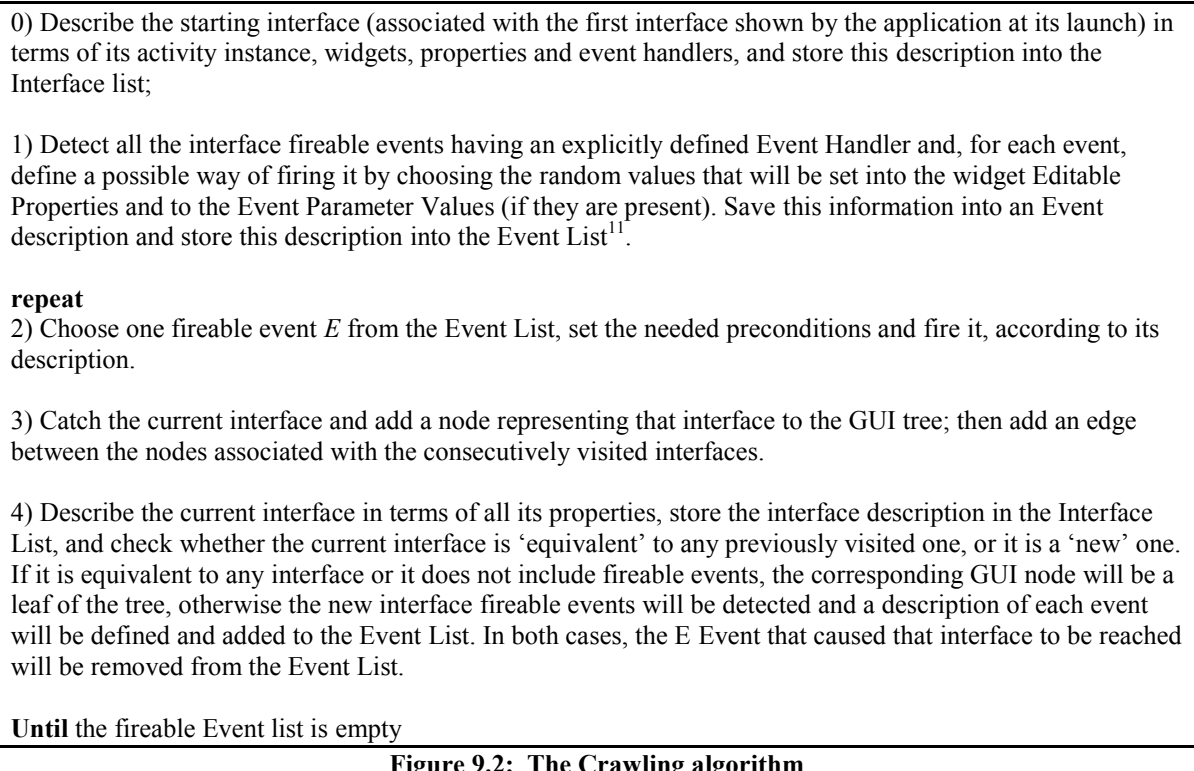 0) Describe the starting interface (associated with the first interface shown by the application at its launch) in
terms of its activity instance, widgets, properties and event handlers, and store this description into the
Interface list;
1) Detect all the interface fireable events having an explicitly defined Event Handler and, for each event,
define a possible way of firing it by choosing the random values that will be set into the widget Editable
Properties and to the Event Parameter Values (if they are present). Save this information into an Event
description and store this description into the Event List¹¹.
repeat
2) Choose one fireable event E from the Event List, set the needed preconditions and fire it, according to its
description.
3) Catch the current interface and add a node representing that interface to the GUI tree; then add an edge
between the nodes associated with the consecutively visited interfaces.
4) Describe the current interface in terms of all its properties, store the interface description in the Interface
List, and check whether the current interface is ‘equivalent’ to any previously visited one, or it is a ‘new’ one.
If it is equivalent to any interface or it does not include fireable events, the corresponding GUI node will be a
leaf of the tree, otherwise the new interface fireable events will be detected and a description of each event
will be defined and added to the Event List. In both cases, the E Event that caused that interface to be reached
will be removed from the Event List.
Until the fireable Event list is empty
Figure 9.2: The Crawling algorithm